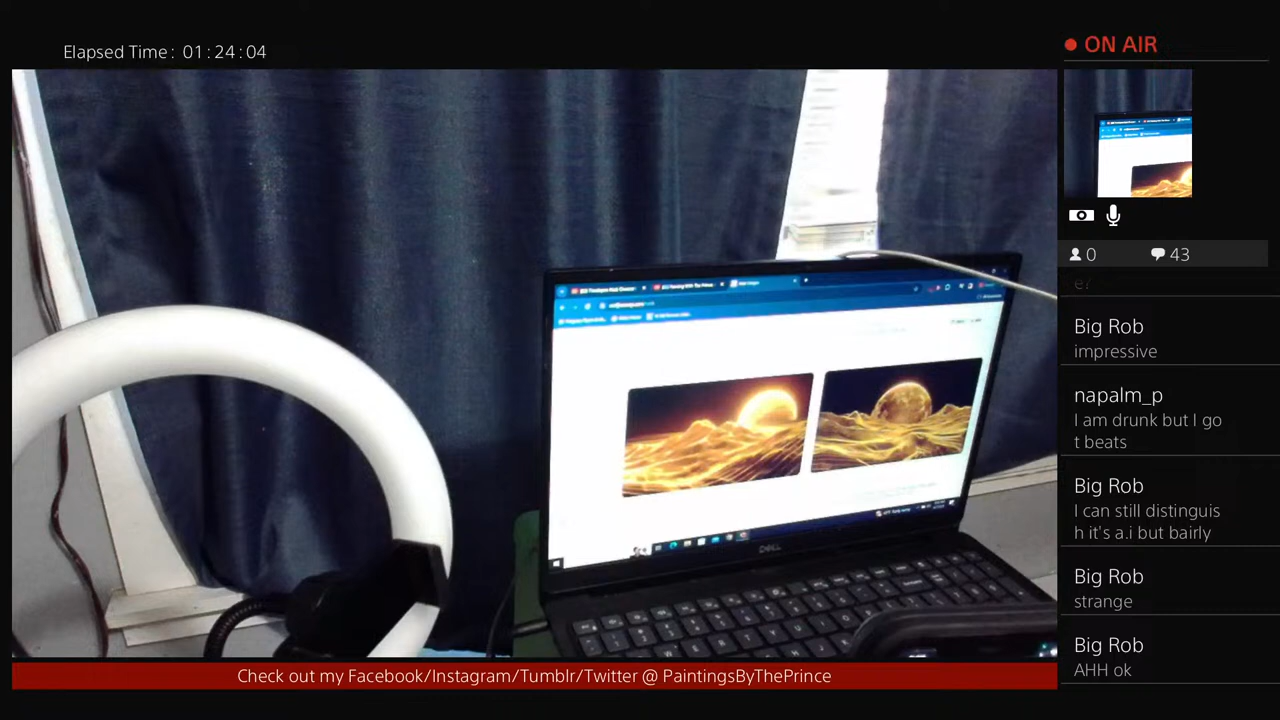 Elapsed Time: 01:24:04
ON AIR
0
43
e?
Big Rob
impressive
napalm_p
I am drunk but I go
t beats
Big Rob
I can still distinguis
h it's a.i but bairly
Big Rob
strange
Big Rob
AHH ok
DELL
Check out my Facebook/Instagram/Tumblr/Twitter @ PaintingsByThePrince